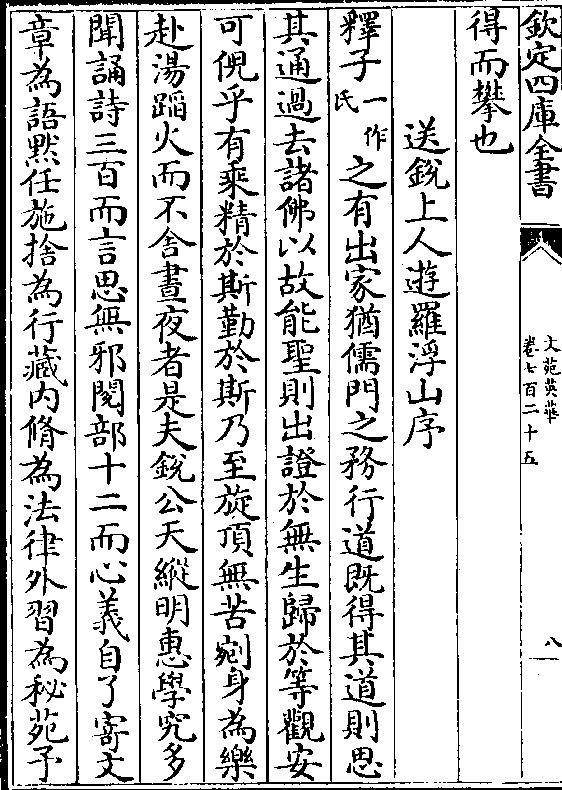 欽定四庫全書
文苑英華
卷七百二十五
八
得而攀也
送銳上人遊羅浮山序
釋子一作氏之有出家猶儒門之務行道既得其道則思
其通過去諸佛以故能聖則出證於無生歸於等觀安
可倪乎有乘精於斯勤於斯乃至旋頂無苦剜身為樂
赴湯蹈火而不舍晝夜者是夫銳公天縱明惠學究多
聞誦詩三百而言思無邪閱部十二而心義自了寄文
章為語默任施捨為行藏内脩為法律外習為秘苑予